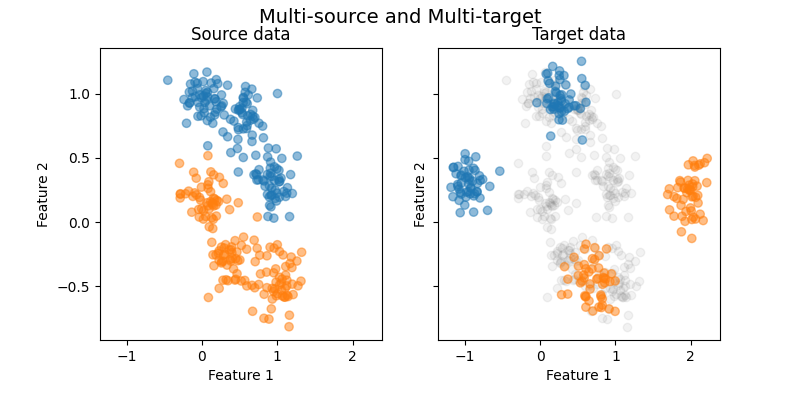 Multi-source and Multi-target
Source data
Target data
1.0
0.5
0.0
−0.5
Feature 2
Feature 2
−1 0 1 2
−1 0 1 2
Feature 1
Feature 1